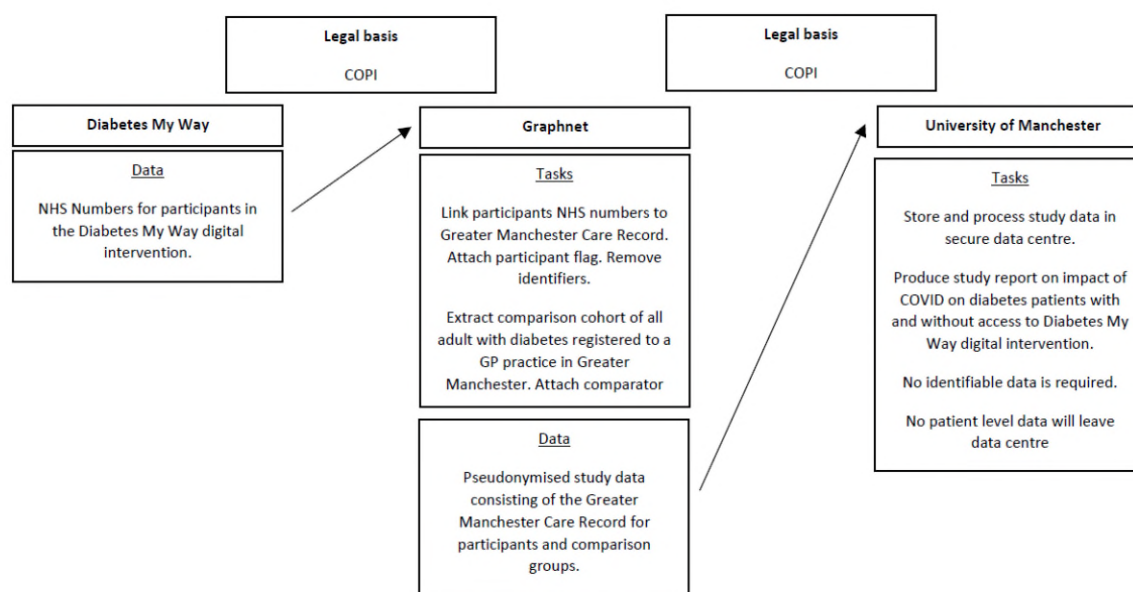 Legal basis
COPI
Legal basis
COPI
Diabetes My Way
Data
NHS Numbers for participants in
the Diabetes My Way digital
intervention.
Graphnet
Tasks
Link participants NHS numbers to
Greater Manchester Care Record.
Attach participant flag. Remove
identifiers.
Extract comparison cohort of all
adult with diabetes registered to a
GP practice in Greater
Manchester. Attach comparator
Data
Pseudonymised study data
consisting of the Greater
Manchester Care Record for
participants and comparison
groups.
University of Manchester
Tasks
Store and process study data in
secure data centre.
Produce study report on impact of
COVID on diabetes patients with
and without access to Diabetes My
Way digital intervention.
No identifiable data is required.
No patient level data will leave
data centre